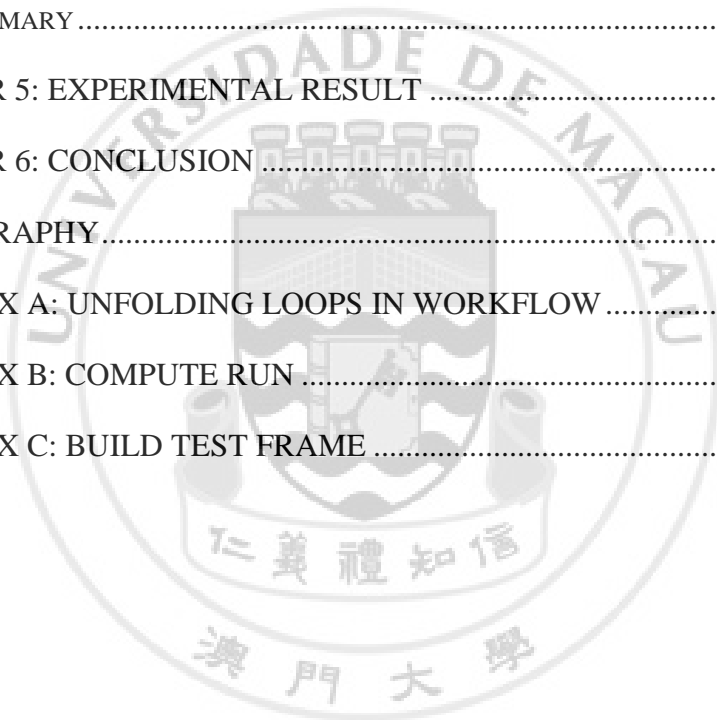 MARY ........................................................................
R 5: EXPERIMENTAL RESULT ..........................................
R 6: CONCLUSION ................................................................
RAPHY ....................................................................................
X A: UNFOLDING LOOPS IN WORKFLOW ................
X B: COMPUTE RUN ..........................................................
X C: BUILD TEST FRAME ................................................
UNIVERSIDADE DE MACAU
仁義禮知信
澳門大學